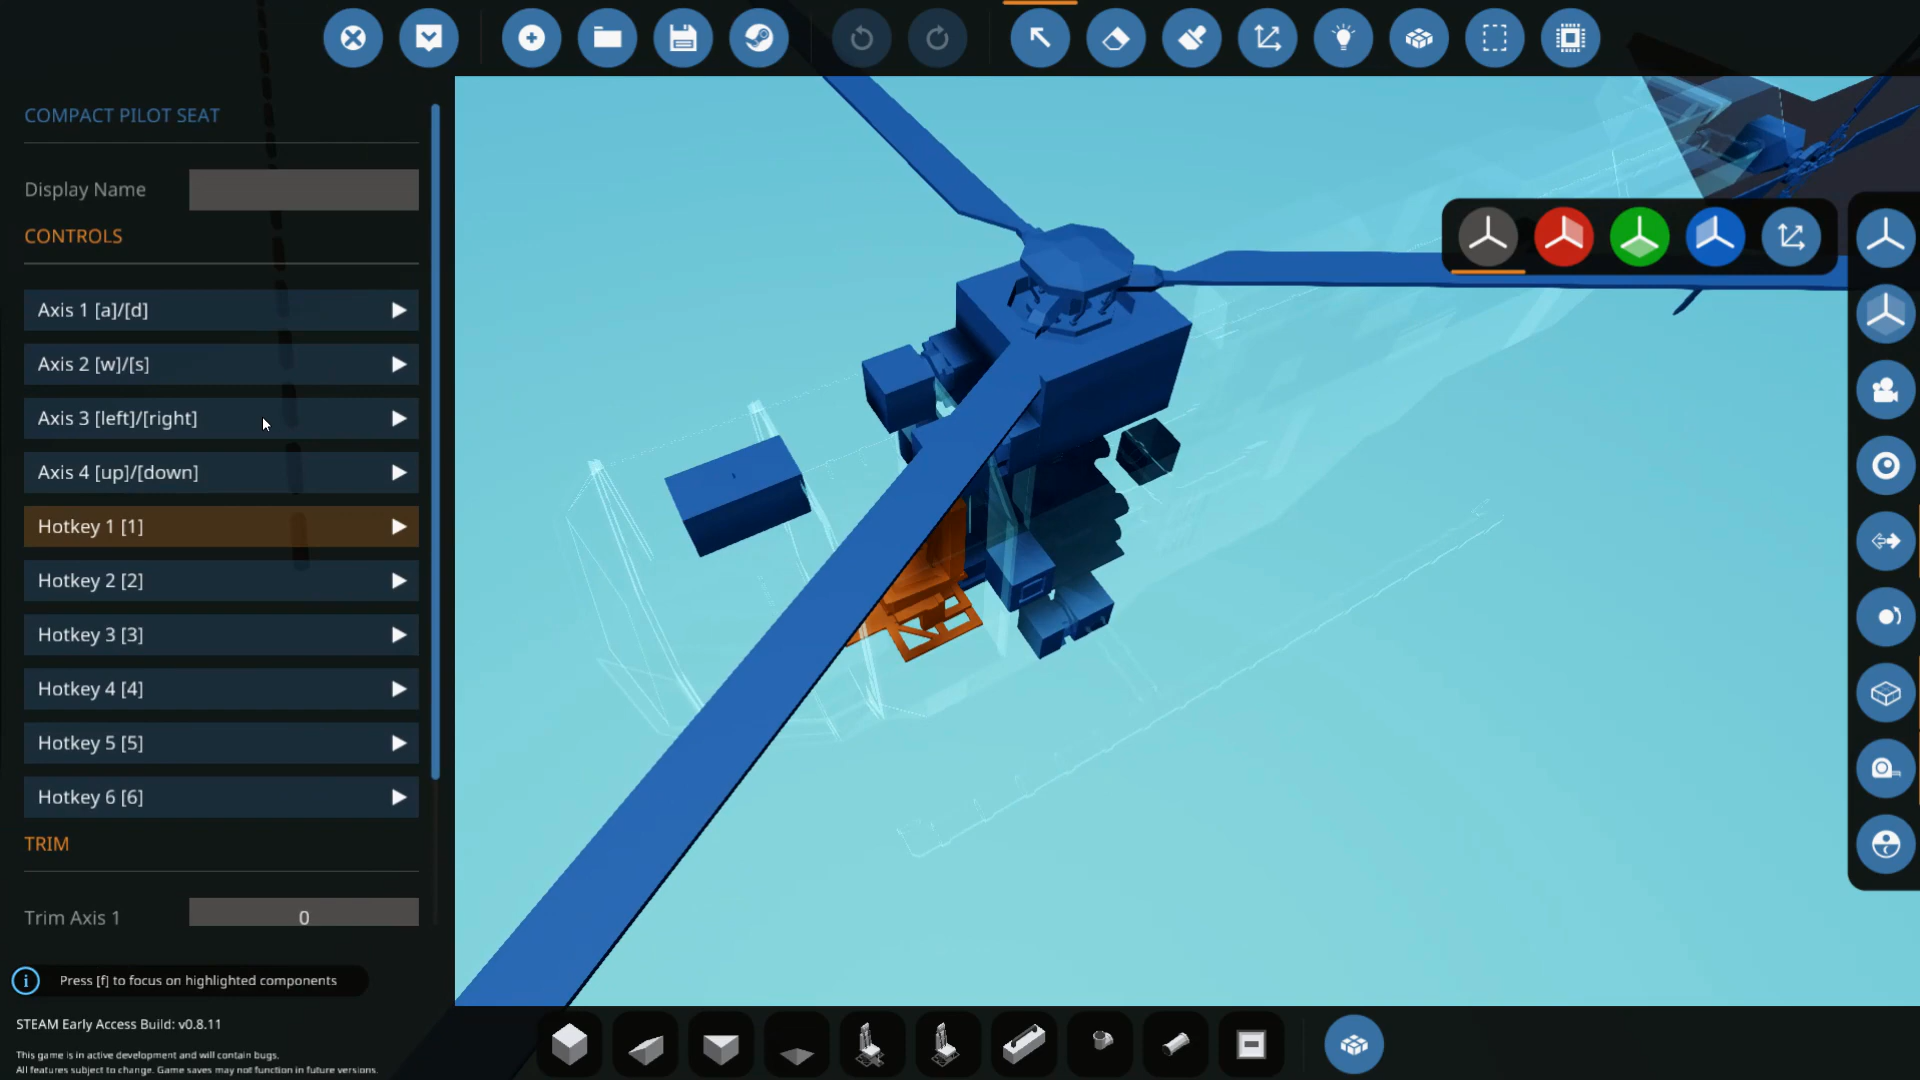 COMPACT PILOT SEAT
Display Name
CONTROLS
Axis 1 [a]/[d]
Axis 2 [w]/[s]
Axis 3 [left]/[right]
Axis 4 [up]/[down]
Hotkey 1 [1]
Hotkey 2 [2]
Hotkey 3 [3]
Hotkey 4 [4]
Hotkey 5 [5]
Hotkey 6 [6]
TRIM
Trim Axis 1 0
Press [f] to focus on highlighted components
STEAM Early Access Build: v0.8.11
This game is in active development and will contain bugs.
All features subject to change. Game saves may not function in future versions.